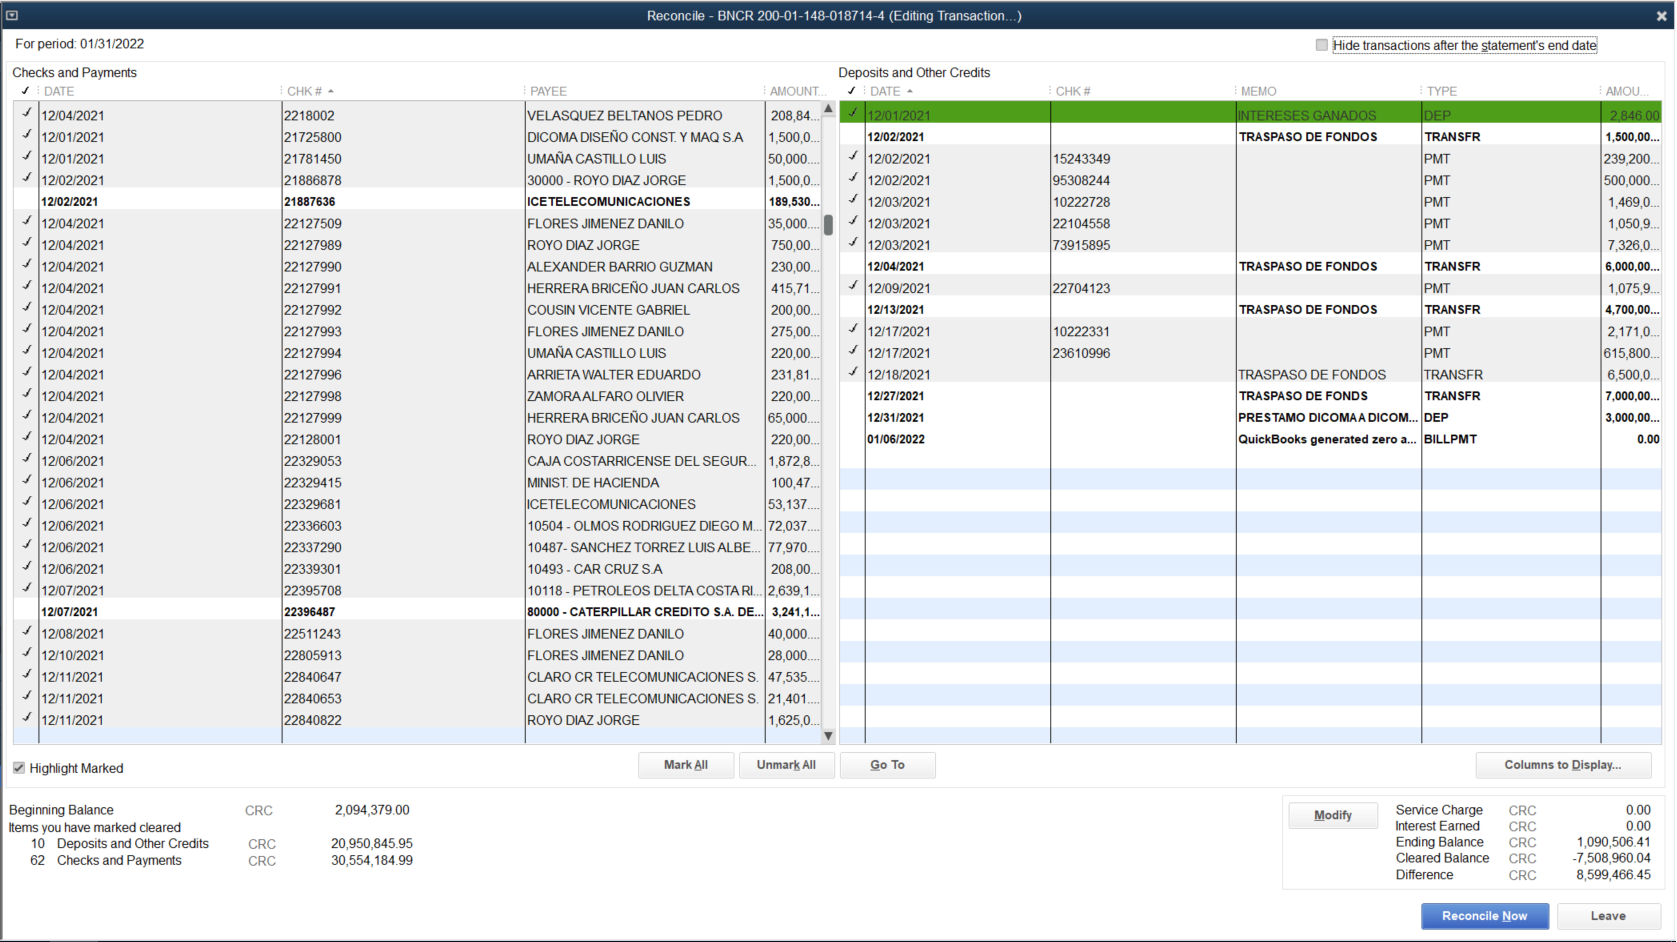 Reconcile - BNCR 200-01-148-018714-4 (Editing Transaction...)
For period: 01/31/2022
Hide transactions after the statement's end date
Checks and Payments
✓ DATE CHK # PAYEE AMOUNT...
12/04/2021 2218002 VELASQUEZ BELTANOS PEDRO 208,84...
12/01/2021 21725800 DICOMA DISEÑO CONST. Y MAQ S.A 1,500,0...
12/01/2021 21781450 UMAÑA CASTILLO LUIS 50,000....
12/02/2021 21886878 30000 - ROYO DIAZ JORGE 1,500,0...
12/02/2021 21887636 ICETELECOMUNICACIONES 189,530...
12/04/2021 22127509 FLORES JIMENEZ DANILO 35,000....
12/04/2021 22127989 ROYO DIAZ JORGE 750,00...
12/04/2021 22127990 ALEXANDER BARRIO GUZMAN 230,00...
12/04/2021 22127991 HERRERA BRICEÑO JUAN CARLOS 415,71...
12/04/2021 22127992 COUSIN VICENTE GABRIEL 200,00...
12/04/2021 22127993 FLORES JIMENEZ DANILO 275,00...
12/04/2021 22127994 UMAÑA CASTILLO LUIS 220,00...
12/04/2021 22127996 ARRIETA WALTER EDUARDO 231,81...
12/04/2021 22127998 ZAMORA ALFARO OLIVIER 220,00...
12/04/2021 22127999 HERRERA BRICEÑO JUAN CARLOS 65,000....
12/04/2021 22128001 ROYO DIAZ JORGE 220,00...
12/06/2021 22329053 CAJA COSTARRICENSE DEL SEGUR... 1,872,8...
12/06/2021 22329415 MINIST. DE HACIENDA 100,47...
12/06/2021 22329681 ICETELECOMUNICACIONES 53,137....
12/06/2021 22336603 10504 - OLMOS RODRIGUEZ DIEGO M... 72,037....
12/06/2021 22337290 10487- SANCHEZ TORREZ LUIS ALBE... 77,970....
12/06/2021 22339301 10493 - CAR CRUZ S.A 208,00...
12/07/2021 22395708 10118 - PETROLEOS DELTA COSTA RI... 2,639,1...
12/07/2021 22396487 80000 - CATERPILLAR CREDITO S.A. DE... 3,241,1...
12/08/2021 22511243 FLORES JIMENEZ DANILO 40,000....
12/10/2021 22805913 FLORES JIMENEZ DANILO 28,000....
12/11/2021 22840647 CLARO CR TELECOMUNICACIONES S. 47,535....
12/11/2021 22840653 CLARO CR TELECOMUNICACIONES S. 21,401....
12/11/2021 22840822 ROYO DIAZ JORGE 1,625,0...
Deposits and Other Credits
✓ DATE CHK # MEMO TYPE AMOU...
12/01/2021 INTERESES GANADOS DEP 2,846.00
12/02/2021 TRASPASO DE FONDOS TRANSFR 1,500,00...
12/02/2021 15243349 PMT 239,200...
12/02/2021 95308244 PMT 500,000...
12/03/2021 10222728 PMT 1,469,0...
12/03/2021 22104558 PMT 1,050,9...
12/03/2021 73915895 PMT 7,326,0...
12/04/2021 TRASPASO DE FONDOS TRANSFR 6,000,00...
12/09/2021 22704123 PMT 1,075,9...
12/13/2021 TRASPASO DE FONDOS TRANSFR 4,700,00...
12/17/2021 10222331 PMT 2,171,0...
12/17/2021 23610996 PMT 615,800...
12/18/2021 TRASPASO DE FONDOS TRANSFR 6,500,0...
12/27/2021 TRASPASO DE FONDS TRANSFR 7,000,00...
12/31/2021 PRESTAMO DICOMA A DICOM... DEP 3,000,00...
01/06/2022 QuickBooks generated zero a... BILLPMT 0.00
Highlight Marked
Mark All
Unmark All
Go To
Columns to Display...
Beginning Balance CRC 2,094,379.00
Items you have marked cleared
10 Deposits and Other Credits CRC 20,950,845.95
62 Checks and Payments CRC 30,554,184.99
Modify
Service Charge CRC 0.00
Interest Earned CRC 0.00
Ending Balance CRC 1,090,506.41
Cleared Balance CRC -7,508,960.04
Difference CRC 8,599,466.45
Reconcile Now
Leave